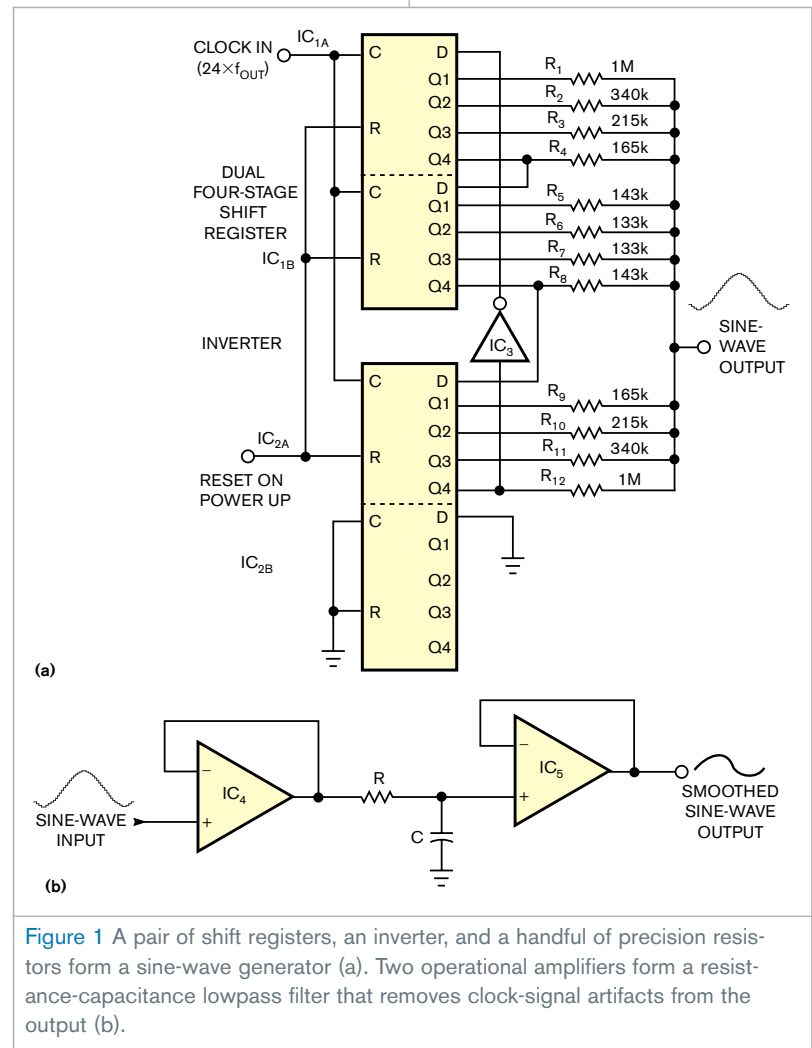 CLOCK IN
(24×fOUT)
IC1A
C
D
R1
1M
Q1
R2
340k
Q2
R3
215k
R
Q3
R4
165k
Q4
DUAL
FOUR-STAGE
SHIFT
REGISTER
D
C
R5
143k
Q1
R6
133k
Q2
IC1B
R7
133k
R
Q3
R8
143k
Q4
INVERTER
IC3
SINE-
WAVE
OUTPUT
C
D
R9
165k
Q1
R10
215k
Q2
R11
340k
IC2A
R
Q3
R12
1M
Q4
RESET ON
POWER UP
C
D
Q1
IC2B
Q2
R
Q3
Q4
(a)
−
IC4
+
SINE-WAVE
INPUT
R
C
−
IC5
+
SMOOTHED
SINE-WAVE
OUTPUT
(b)
Figure 1 A pair of shift registers, an inverter, and a handful of precision resis-
tors form a sine-wave generator (a). Two operational amplifiers form a resist-
ance-capacitance lowpass filter that removes clock-signal artifacts from the
output (b).